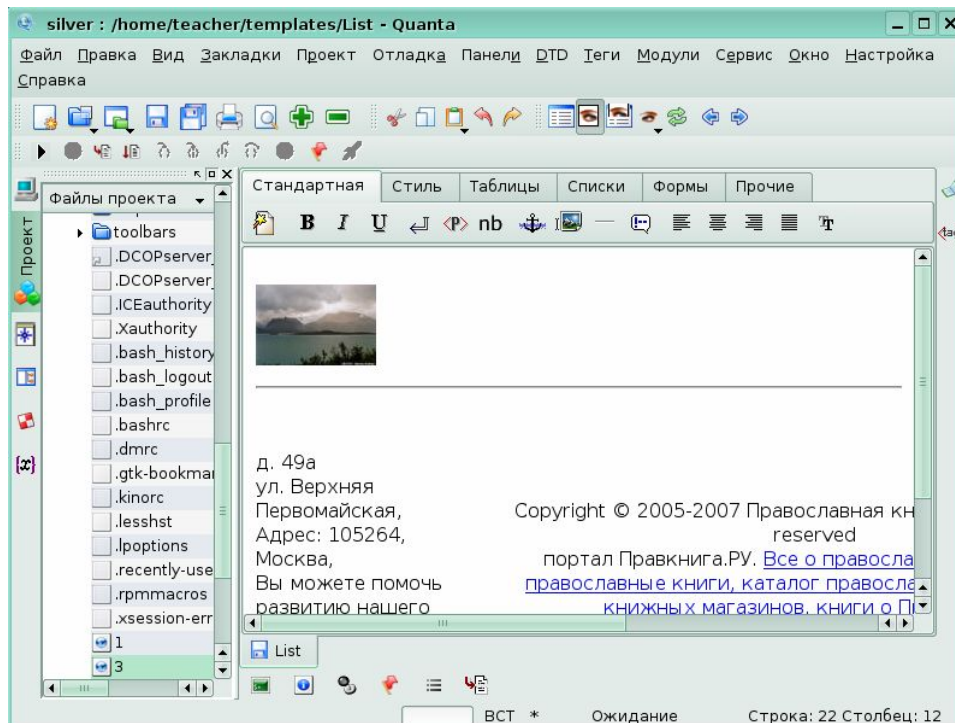 silver : /home/teacher/templates/List - Quanta
Файл Правка Вид Закладки Проект Отладка Панели DTD Теги Модули Сервис Окно Настройка
Справка
Проект
Файлы проекта
toolbars
.DCOPserver_
.DCOPserver_
.ICEauthority
.Xauthority
.bash_history
.bash_logout
.bash_profile
.bashrc
.dmrc
.gtk-bookmar
.kinorc
.lesshst
.lpoptions
.recently-use
.rpmmacros
.xsession-err
1
3
Стандартная Стиль Таблицы Списки Формы Прочие
B I U <P> nb
д. 49а
ул. Верхняя
Первомайская,
Адрес: 105264,
Москва,
Вы можете помочь
развитию нашего
Copyright © 2005-2007 Православная кн
reserved
портал Правкнига.РУ. Все о правосла
православные книги, каталог правосла
книжных магазинов, книги о П
List
ВСТ * Ожидание Строка: 22 Столбец: 12